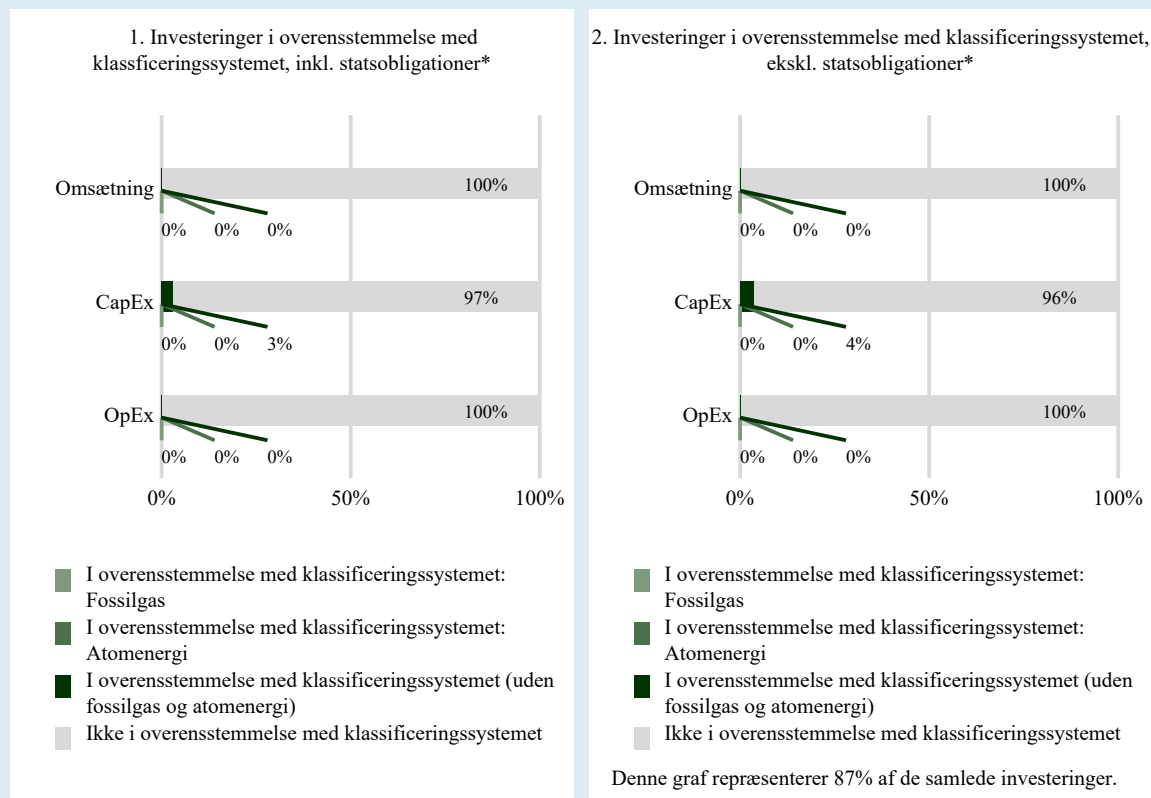 1. Investeringer i overensstemmelse med
klassficeringssystemet, inkl. statsobligationer*
Omsætning
100%
0% 0% 0%
CapEx
97%
0% 0% 3%
OpEx
100%
0% 0% 0%
0% 50% 100%
I overensstemmelse med klassificeringssystemet:
Fossilgas
I overensstemmelse med klassificeringssystemet:
Atomenergi
I overensstemmelse med klassificeringssystemet (uden
fossilgas og atomenergi)
Ikke i overensstemmelse med klassificeringssystemet
2. Investeringer i overensstemmelse med klassificeringssystemet,
ekskl. statsobligationer*
Omsætning
100%
0% 0% 0%
CapEx
96%
0% 0% 4%
OpEx
100%
0% 0% 0%
0% 50% 100%
I overensstemmelse med klassificeringssystemet:
Fossilgas
I overensstemmelse med klassificeringssystemet:
Atomenergi
I overensstemmelse med klassificeringssystemet (uden
fossilgas og atomenergi)
Ikke i overensstemmelse med klassificeringssystemet
Denne graf repræsenterer 87% af de samlede investeringer.